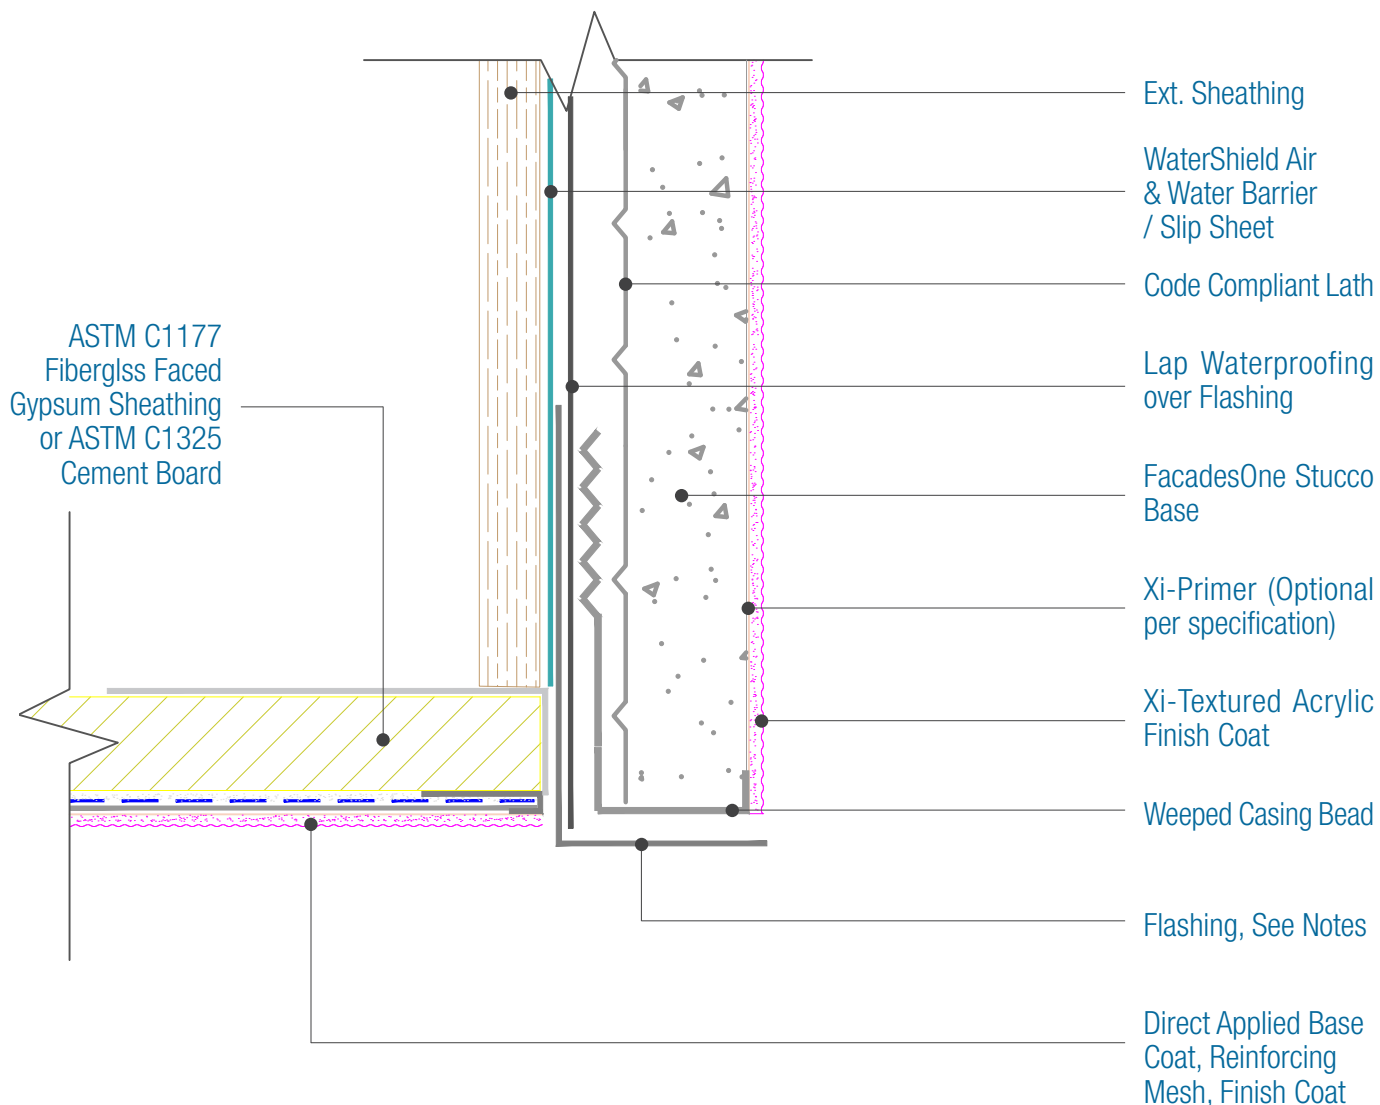 Ext. Sheathing
WaterShield Air
& Water Barrier
/ Slip Sheet
Code Compliant Lath
ASTM C1177
Fiberglss Faced
Gypsum Sheathing
or ASTM C1325
Cement Board
Lap Waterproofing
over Flashing
FacadesOne Stucco
Base
Xi-Primer (Optional
per specification)
Xi-Textured Acrylic
Finish Coat
Weeped Casing Bead
Flashing, See Notes
Direct Applied Base
Coat, Reinforcing
Mesh, Finish Coat